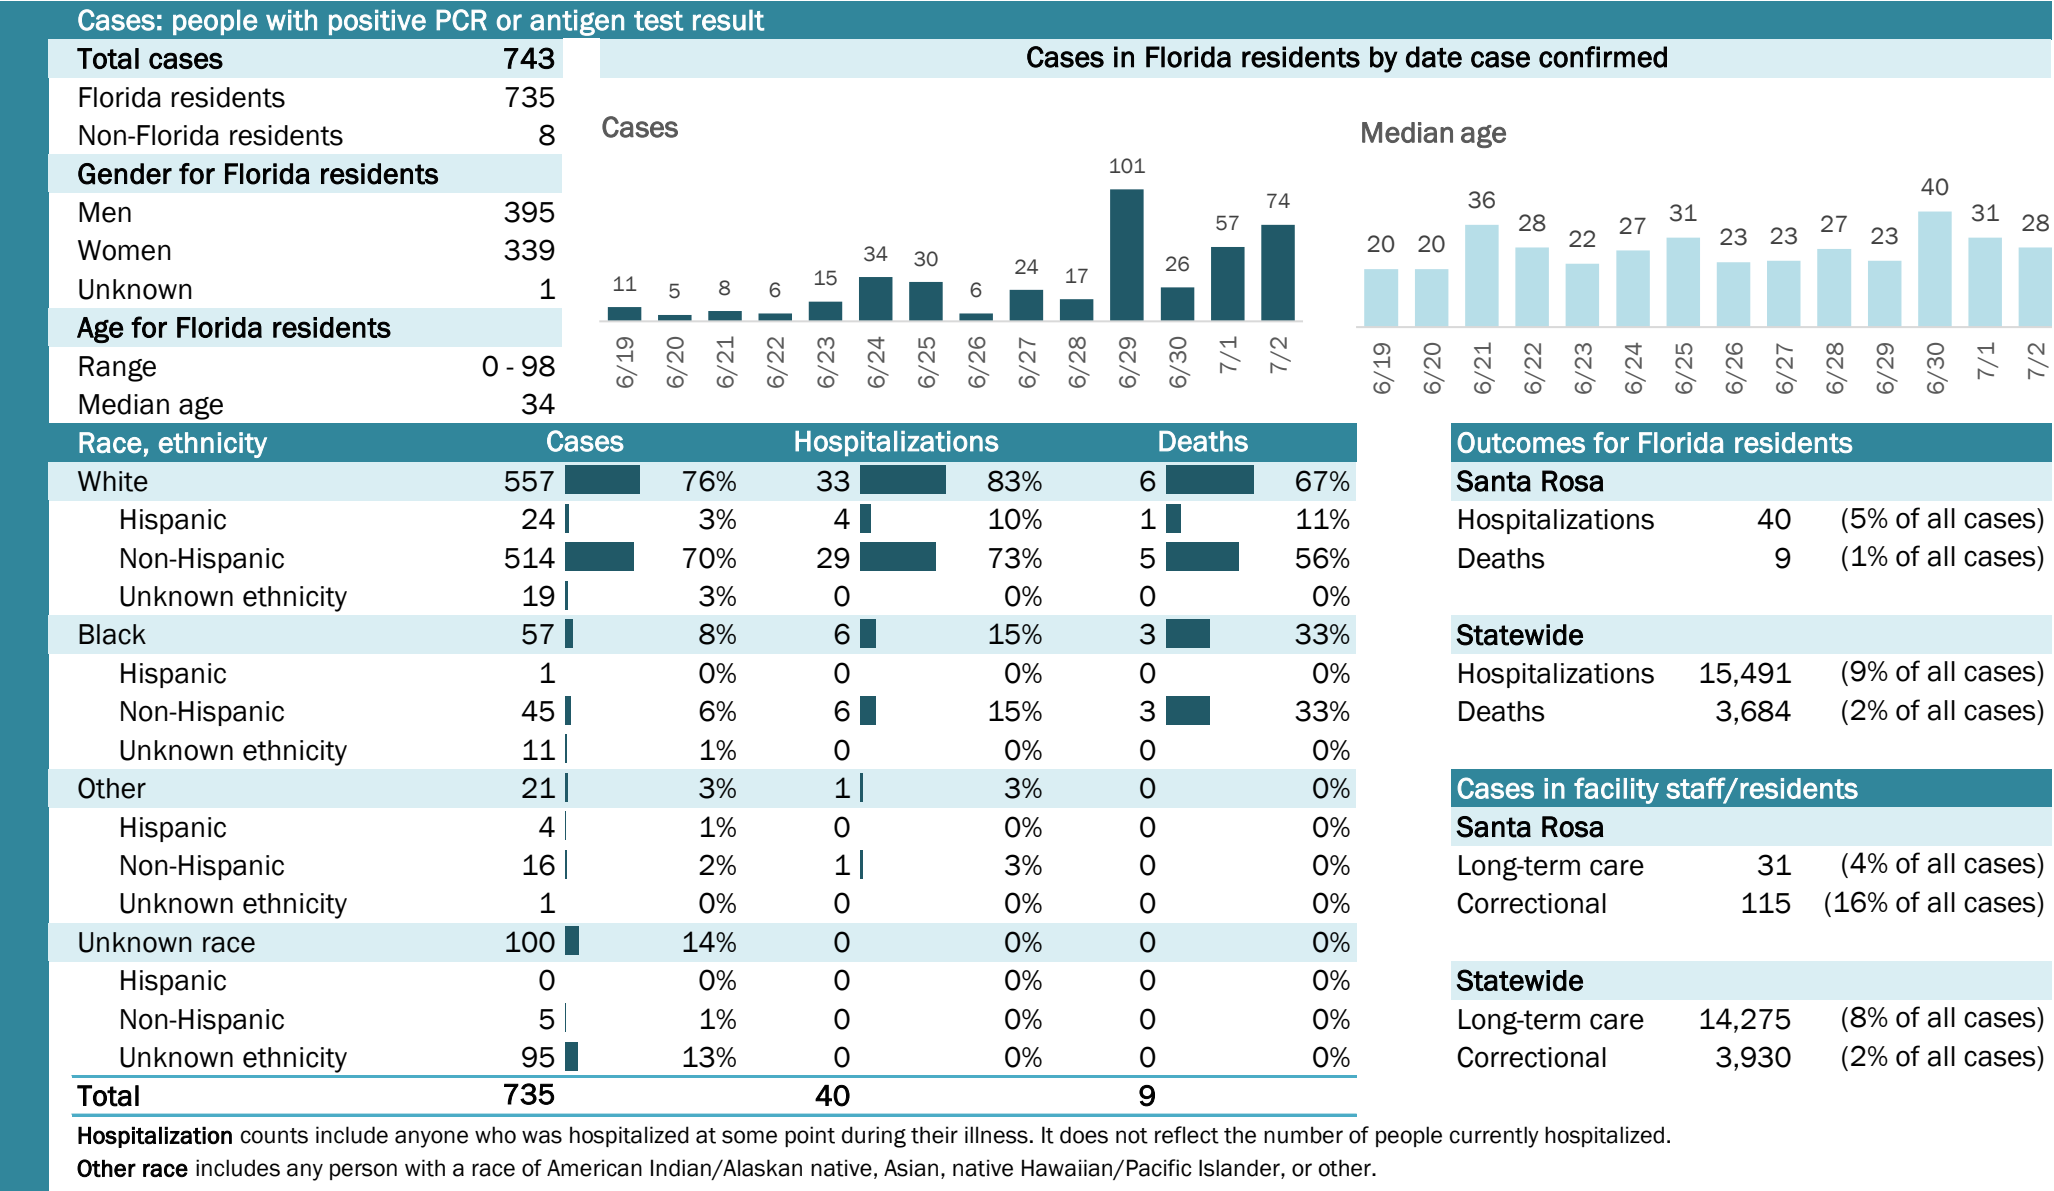 Cases: people with positive PCR or antigen test result
Total cases 743
Florida residents 735
Non-Florida residents 8
Gender for Florida residents
Men 395
Women 339
Unknown 1
Age for Florida residents
Range 0 - 98
Median age 34
Cases in Florida residents by date case confirmed
Cases
11 5 8 6 15 34 30 6 24 17 101 26 57 74
6/19 6/20 6/21 6/22 6/23 6/24 6/25 6/26 6/27 6/28 6/29 6/30 7/1 7/2
Median age
20 20 36 28 22 27 31 23 23 27 23 40 31 28
6/19 6/20 6/21 6/22 6/23 6/24 6/25 6/26 6/27 6/28 6/29 6/30 7/1 7/2
Race, ethnicity Cases Hospitalizations Deaths
White 557 76% 33 83% 6 67%
Hispanic 24 3% 4 10% 1 11%
Non-Hispanic 514 70% 29 73% 5 56%
Unknown ethnicity 19 3% 0 0% 0 0%
Black 57 8% 6 15% 3 33%
Hispanic 1 0% 0 0% 0 0%
Non-Hispanic 45 6% 6 15% 3 33%
Unknown ethnicity 11 1% 0 0% 0 0%
Other 21 3% 1 3% 0 0%
Hispanic 4 1% 0 0% 0 0%
Non-Hispanic 16 2% 1 3% 0 0%
Unknown ethnicity 1 0% 0 0% 0 0%
Unknown race 100 14% 0 0% 0 0%
Hispanic 0 0% 0 0% 0 0%
Non-Hispanic 5 1% 0 0% 0 0%
Unknown ethnicity 95 13% 0 0% 0 0%
Total 735 40 9
Outcomes for Florida residents
Santa Rosa
Hospitalizations 40 (5% of all cases)
Deaths 9 (1% of all cases)
Statewide
Hospitalizations 15,491 (9% of all cases)
Deaths 3,684 (2% of all cases)
Cases in facility staff/residents
Santa Rosa
Long-term care 31 (4% of all cases)
Correctional 115 (16% of all cases)
Statewide
Long-term care 14,275 (8% of all cases)
Correctional 3,930 (2% of all cases)
Hospitalization counts include anyone who was hospitalized at some point during their illness. It does not reflect the number of people currently hospitalized.
Other race includes any person with a race of American Indian/Alaskan native, Asian, native Hawaiian/Pacific Islander, or other.